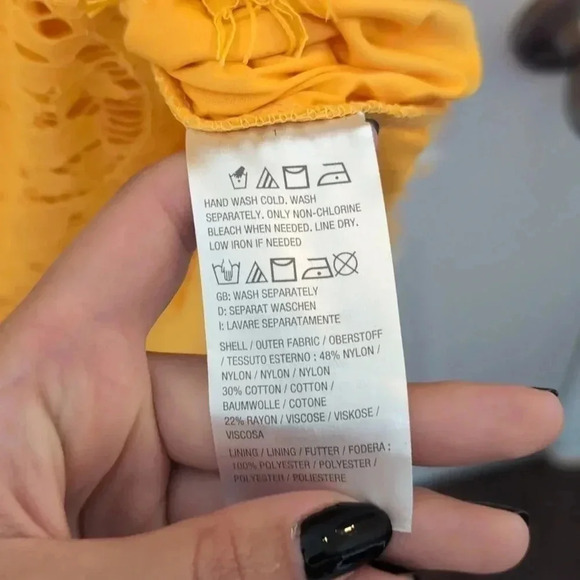 HAND WASH COLD. WASH
SEPARATELY. ONLY NON-CHLORINE
BLEACH WHEN NEEDED. LINE DRY.
LOW IRON IF NEEDED
GB: WASH SEPARATELY
D: SEPARAT WASCHEN
I: LAVARE SEPARATAMENTE
SHELL / OUTER FABRIC / OBERSTOFF
/ TESSUTO ESTERNO : 48% NYLON /
NYLON / NYLON / NYLON
30% COTTON / COTTON /
BAUMWOLLE / COTONE
22% RAYON / VISCOSE / VISKOSE /
VISCOSA
LINING / LINING / FUTTER / FODERA :
100% POLYESTER / POLYESTER /
POLYESTER / POLIESTERE